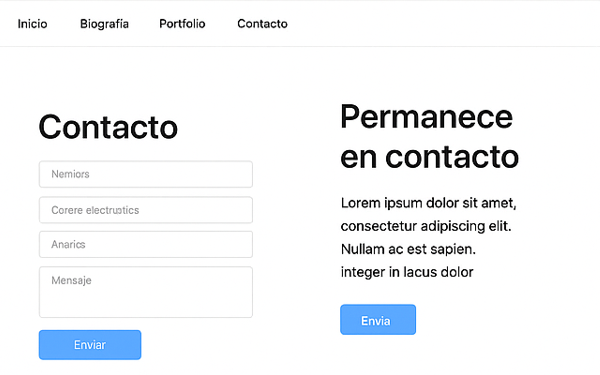 Inicio Biografía Portfolio Contacto
Contacto
Nemiors
Corere electrustics
Anarics
Mensaje
Enviar
Permanece
en contacto
Lorem ipsum dolor sit amet,
consectetur adipiscing elit.
Nullam ac est sapien.
integer in lacus dolor
Envia